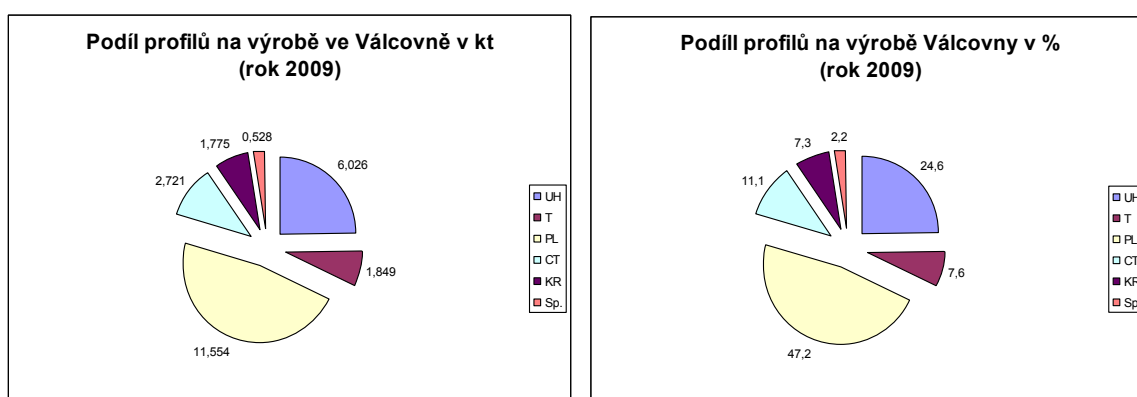 Podíl profilů na výrobě ve Válcovně v kt
(rok 2009)
0,528
1,775
6,026
2,721
1,849
11,554
UH
T
PL
CT
KR
Sp.
Podíll profilů na výrobě Válcovny v %
(rok 2009)
2,2
7,3
24,6
11,1
7,6
47,2
UH
T
PL
CT
KR
Sp